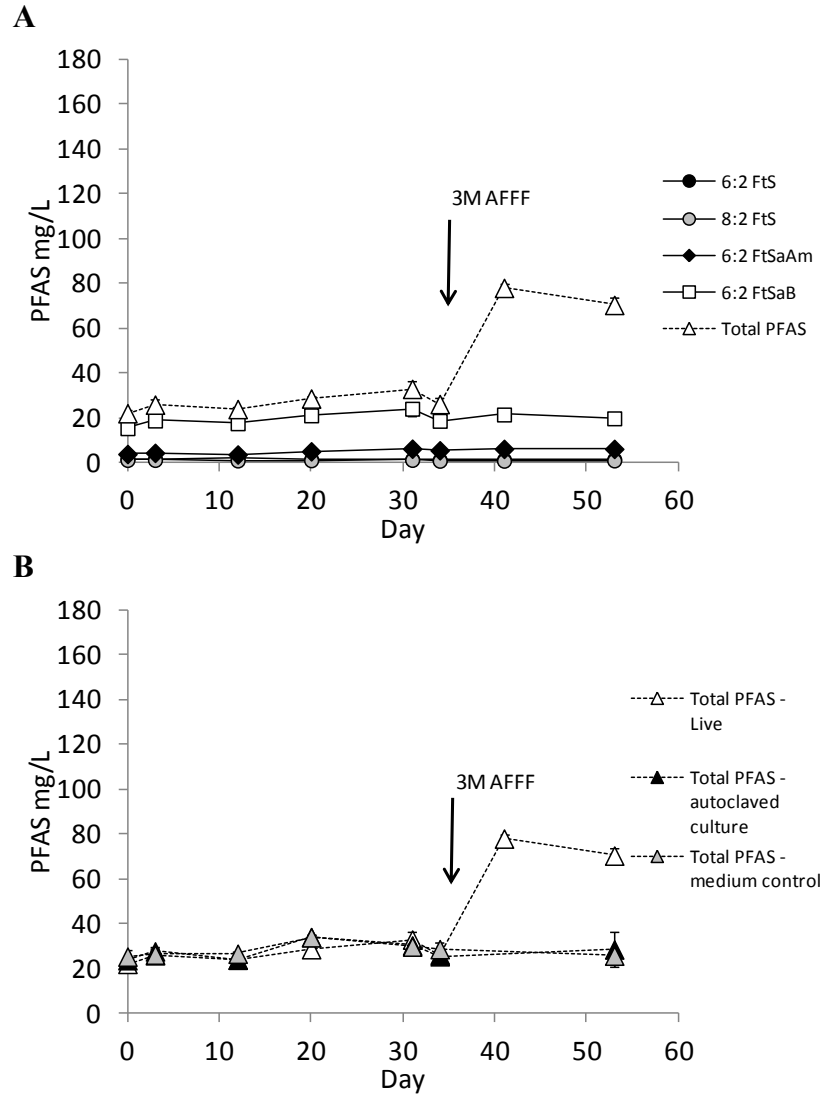 A
180
160
140
120
100
80
60
40
20
0
PFAS mg/L
3M AFFF
0 10 20 30 40 50 60
Day
6:2 FtS
8:2 FtS
6:2 FtSaAm
6:2 FtSaB
Total PFAS
B
180
160
140
120
100
80
60
40
20
0
PFAS mg/L
3M AFFF
0 10 20 30 40 50 60
Day
Total PFAS -
Live
Total PFAS -
autoclaved
culture
Total PFAS -
medium control